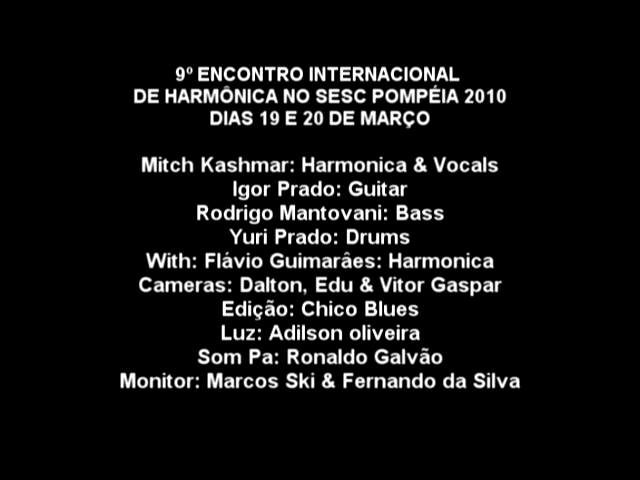 9º ENCONTRO INTERNACIONAL
DE HARMÔNICA NO SESC POMPÉIA 2010
DIAS 19 E 20 DE MARÇO
Mitch Kashmar: Harmonica & Vocals
Igor Prado: Guitar
Rodrigo Mantovani: Bass
Yuri Prado: Drums
With: Flávio Guimarâes: Harmonica
Cameras: Dalton, Edu & Vitor Gaspar
Edição: Chico Blues
Luz: Adilson oliveira
Som Pa: Ronaldo Galvão
Monitor: Marcos Ski & Fernando da Silva